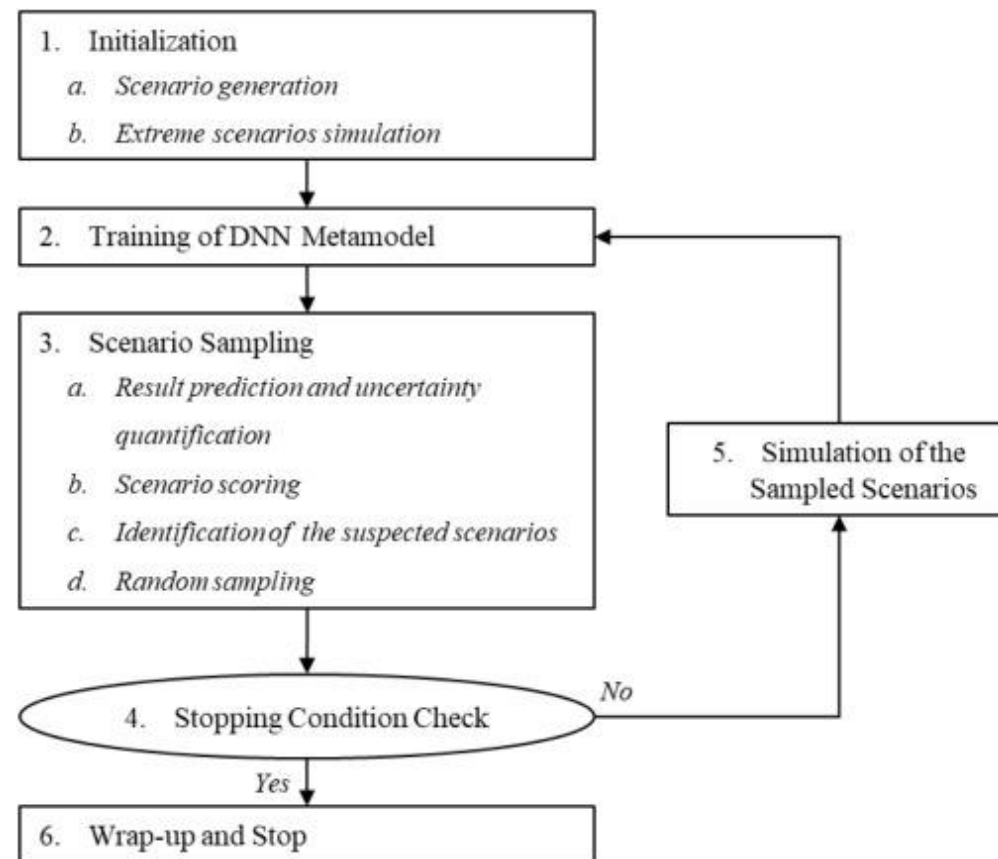 1. Initialization
a. Scenario generation
b. Extreme scenarios simulation
2. Training of DNN Metamodel
3. Scenario Sampling
a. Result prediction and uncertainty
quantification
b. Scenario scoring
c. Identification of the suspected scenarios
d. Random sampling
4. Stopping Condition Check
No
5. Simulation of the
Sampled Scenarios
Yes
6. Wrap-up and Stop